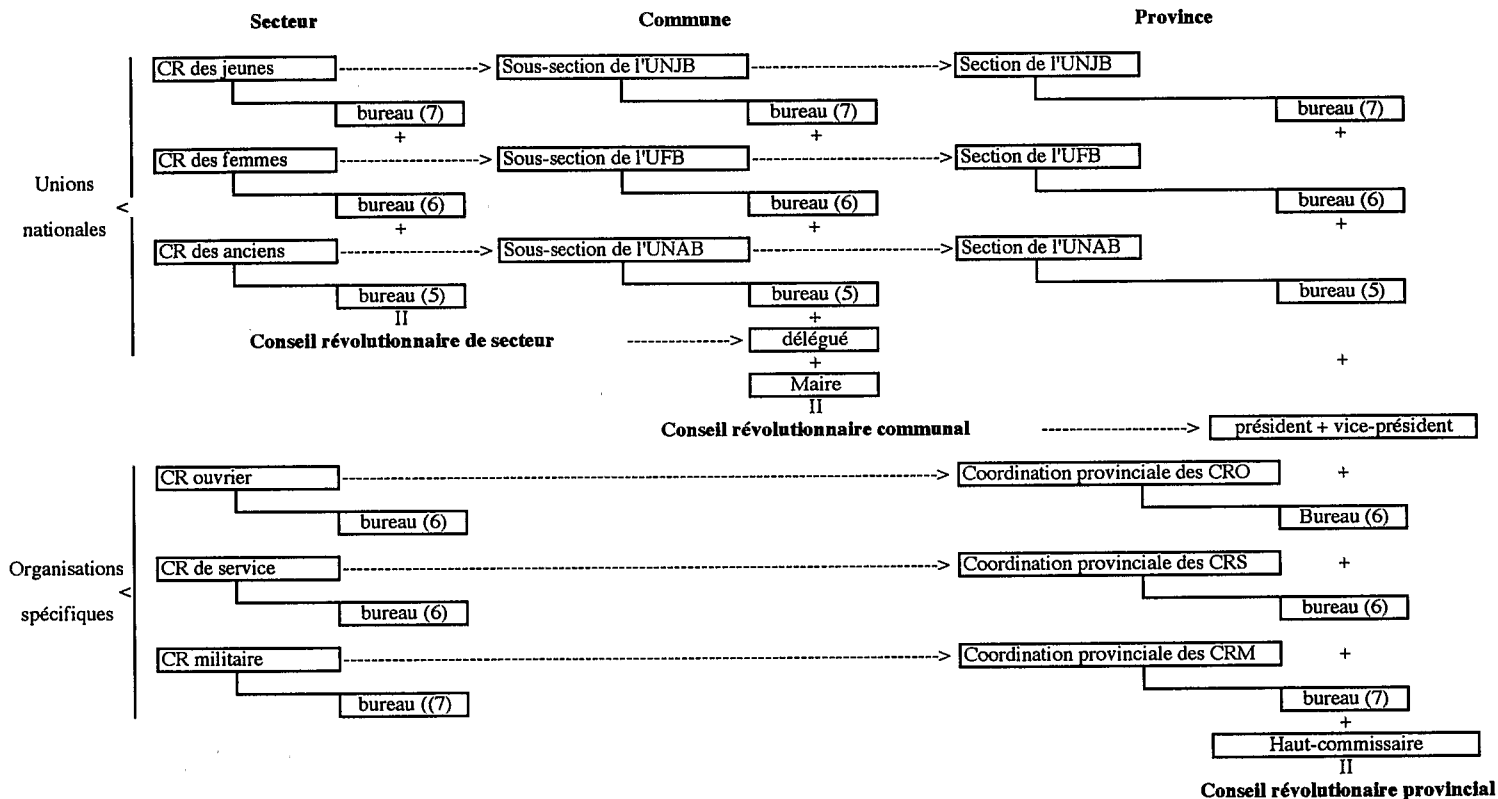 Secteur Commune Province
CR des jeunes -------------------> Sous-section de l'UNJB -------------------> Section de l'UNJB
bureau (7) bureau (7) bureau (7)
+ + +
CR des femmes -------------------> Sous-section de l'UFB -------------------> Section de l'UFB
Unions
bureau (6) bureau (6) bureau (6)
<
nationales
+ + +
CR des anciens -------------------> Sous-section de l'UNAB -------------------> Section de l'UNAB
bureau (5) bureau (5) bureau (5)
II +
Conseil révolutionnaire de secteur -------------> délégué
+ +
Maire
II
Conseil révolutionnaire communal ------------------> président + vice-président
CR ouvrier -------------------> Coordination provinciale des CRO +
bureau (6) Bureau (6)
Organisations
CR de service -------------------> Coordination provinciale des CRS +
<
spécifiques
bureau (6) bureau (6)
CR militaire -------------------> Coordination provinciale des CRM +
bureau ((7) bureau (7)
+
Haut-commissaire
II
Conseil révolutionaire provincial